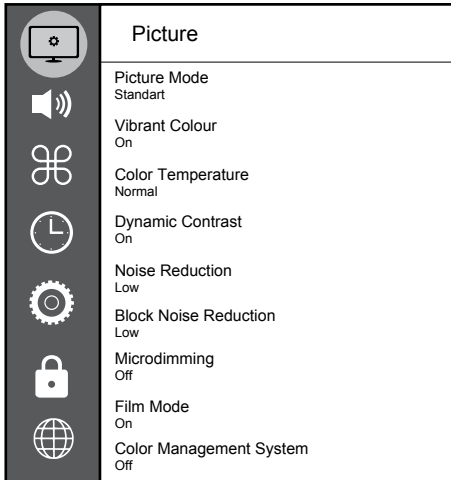 Picture
Picture Mode
Standart
Vibrant Colour
On
Color Temperature
Normal
Dynamic Contrast
On
Noise Reduction
Low
Block Noise Reduction
Low
Microdimming
Off
Film Mode
On
Color Management System
Off